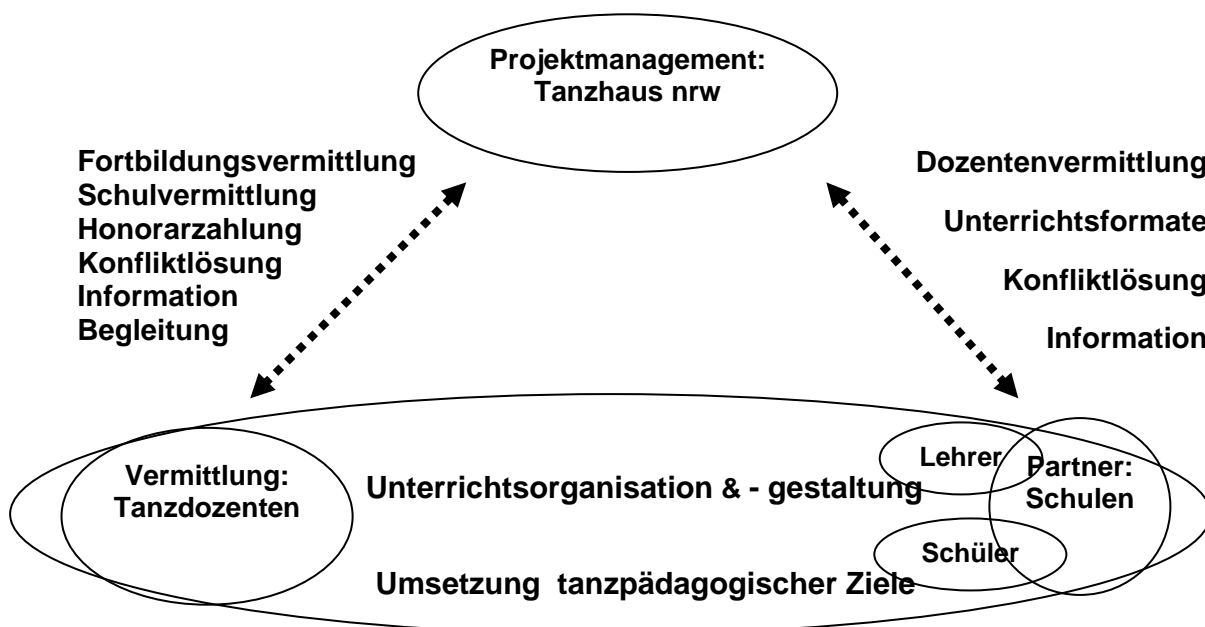 Projektmanagement:
Tanzhaus nrw
Fortbildungsvermittlung
Schulvermittlung
Honorarzahlung
Konfliktlösung
Information
Begleitung
Dozentenvermittlung
Unterrichtsformate
Konfliktlösung
Information
Vermittlung:
Tanzdozenten
Unterrichtsorganisation & - gestaltung
Umsetzung tanzpädagogischer Ziele
Lehrer
Schüler
Partner:
Schulen